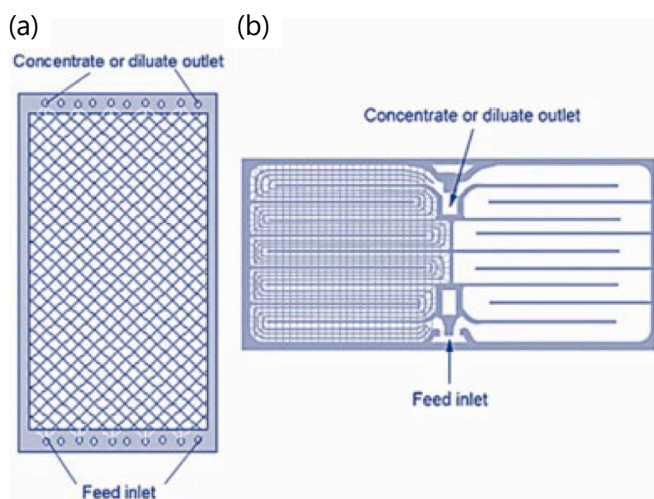 (a)
Concentrate or diluate outlet
Feed inlet
(b)
Concentrate or diluate outlet
Feed inlet